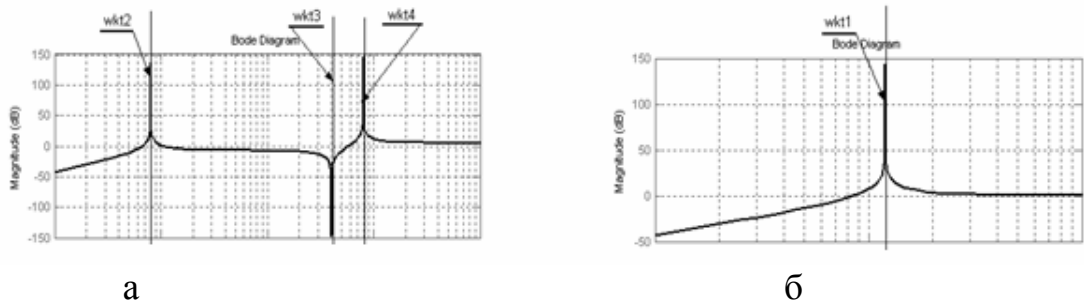 wkt2
wkt3
wkt4
Bode Diagram
Magnitude (dB)
150
100
50
0
-50
-100
-150
а
wkt1
Bode Diagram
Magnitude (dB)
150
100
50
0
-50
б